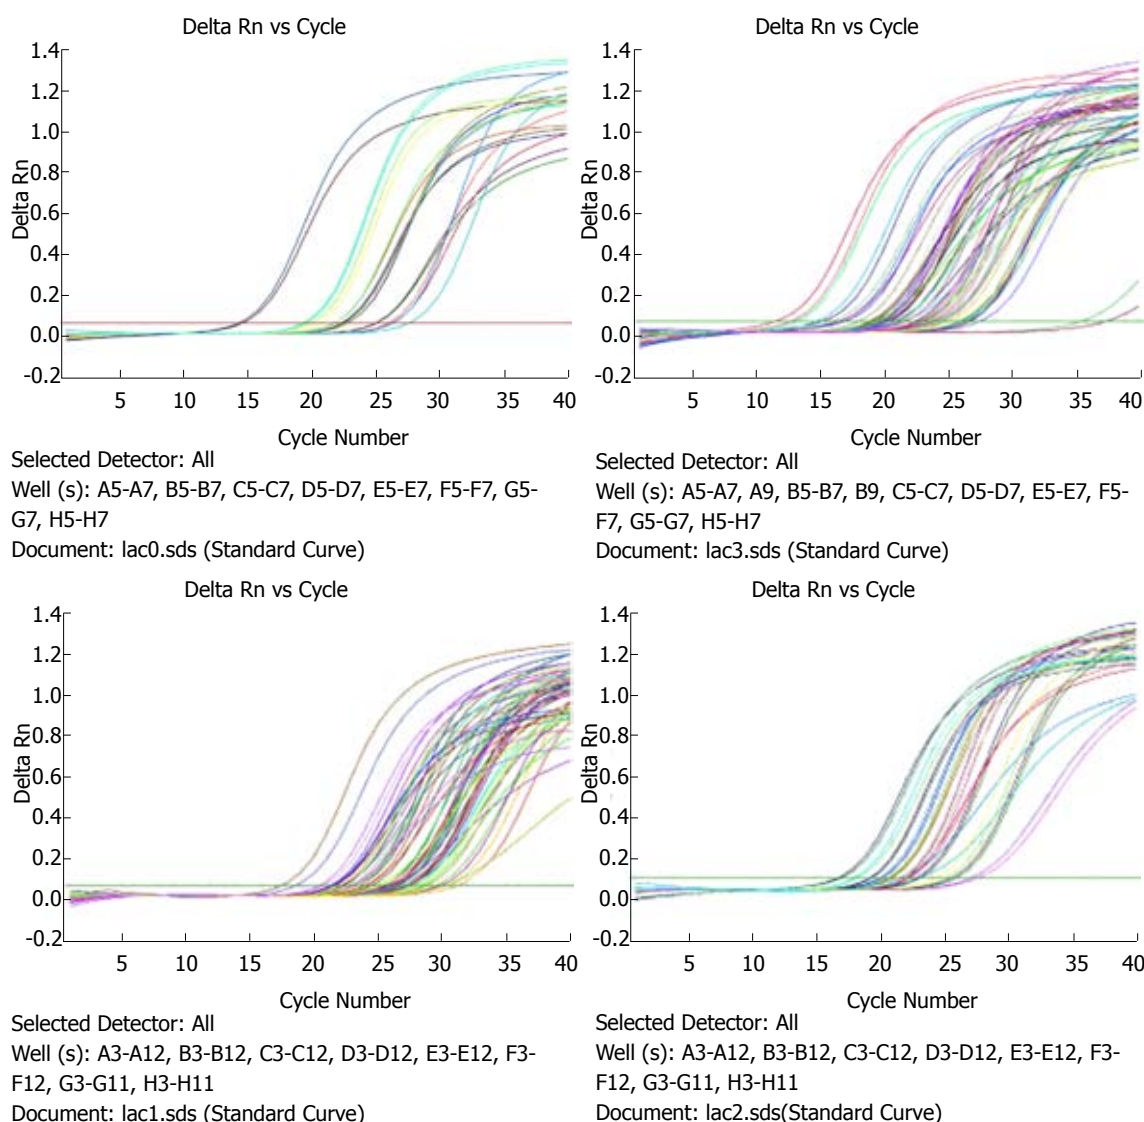 Delta Rn vs Cycle
1.4
1.2
1.0
0.8
0.6
0.4
0.2
0.0
-0.2
Delta Rn
5 10 15 20 25 30 35 40
Cycle Number
Selected Detector: All
Well (s): A5-A7, B5-B7, C5-C7, D5-D7, E5-E7, F5-F7, G5-
G7, H5-H7
Document: lac0.sds (Standard Curve)
Delta Rn vs Cycle
1.4
1.2
1.0
0.8
0.6
0.4
0.2
0.0
-0.2
Delta Rn
5 10 15 20 25 30 35 40
Cycle Number
Selected Detector: All
Well (s): A5-A7, A9, B5-B7, B9, C5-C7, D5-D7, E5-E7, F5-
F7, G5-G7, H5-H7
Document: lac3.sds (Standard Curve)
Delta Rn vs Cycle
1.4
1.2
1.0
0.8
0.6
0.4
0.2
0.0
-0.2
Delta Rn
5 10 15 20 25 30 35 40
Cycle Number
Selected Detector: All
Well (s): A3-A12, B3-B12, C3-C12, D3-D12, E3-E12, F3-
F12, G3-G11, H3-H11
Document: lac1.sds (Standard Curve)
Delta Rn vs Cycle
1.4
1.2
1.0
0.8
0.6
0.4
0.2
0.0
-0.2
Delta Rn
5 10 15 20 25 30 35 40
Cycle Number
Selected Detector: All
Well (s): A3-A12, B3-B12, C3-C12, D3-D12, E3-E12, F3-
F12, G3-G11, H3-H11
Document: lac2.sds(Standard Curve)